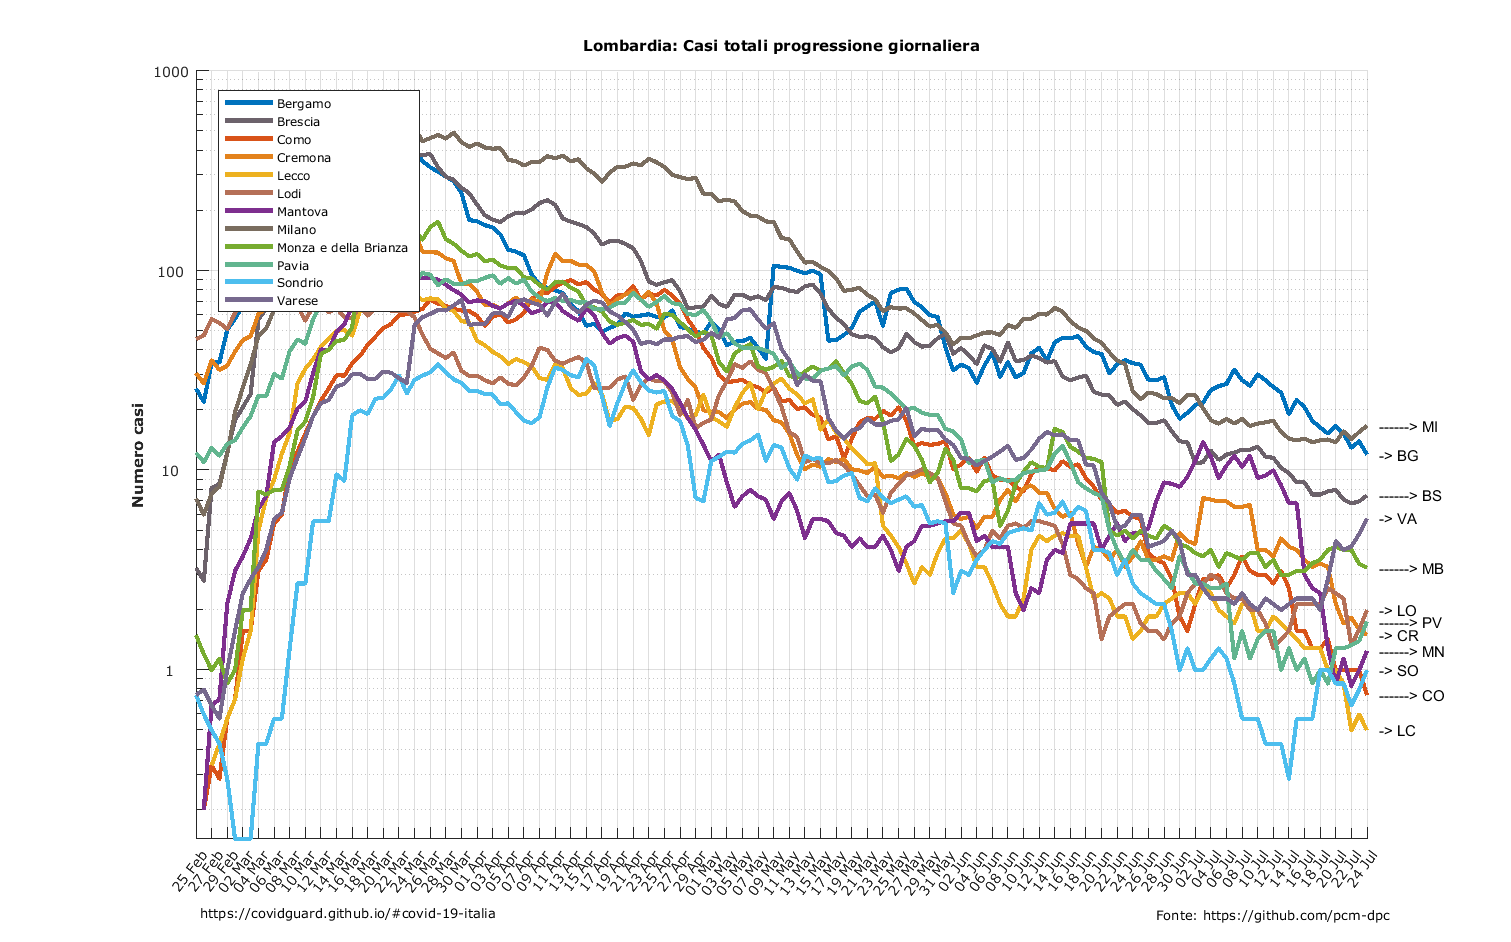 Lombardia: Casi totali progressione giornaliera
1000
100
10
1
Numero casi
Bergamo
Brescia
Como
Cremona
Lecco
Lodi
Mantova
Milano
Monza e della Brianza
Pavia
Sondrio
Varese
------> MI
-> BG
------> BS
-> VA
------> MB
-> LO
------> PV
-> CR
------> MN
-> SO
------> CO
-> LC
25 Feb
27 Feb
29 Feb
02 Mar
04 Mar
06 Mar
08 Mar
10 Mar
12 Mar
14 Mar
16 Mar
18 Mar
20 Mar
22 Mar
24 Mar
26 Mar
28 Mar
30 Mar
01 Apr
03 Apr
05 Apr
07 Apr
09 Apr
11 Apr
13 Apr
15 Apr
17 Apr
19 Apr
21 Apr
23 Apr
25 Apr
27 Apr
29 Apr
01 May
03 May
05 May
07 May
09 May
11 May
13 May
15 May
17 May
19 May
21 May
23 May
25 May
27 May
29 May
31 May
02 Jun
04 Jun
06 Jun
08 Jun
10 Jun
12 Jun
14 Jun
16 Jun
18 Jun
20 Jun
22 Jun
24 Jun
26 Jun
28 Jun
30 Jun
02 Jul
04 Jul
06 Jul
08 Jul
10 Jul
12 Jul
14 Jul
16 Jul
18 Jul
20 Jul
22 Jul
24 Jul
https://covidguard.github.io/#covid-19-italia
Fonte: https://github.com/pcm-dpc